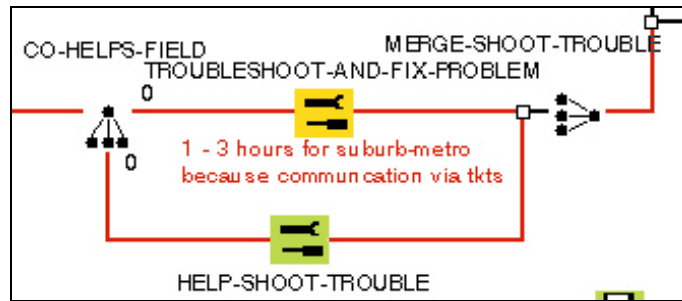 MERGE-SHOOT-TROUBLE
CO-HELPS-FIELD
TROUBLESHOOT-AND-FIX-PROBLEM
0
0
1 - 3 hours for suburb-metro
because communcation via tkts
HELP-SHOOT-TROUBLE